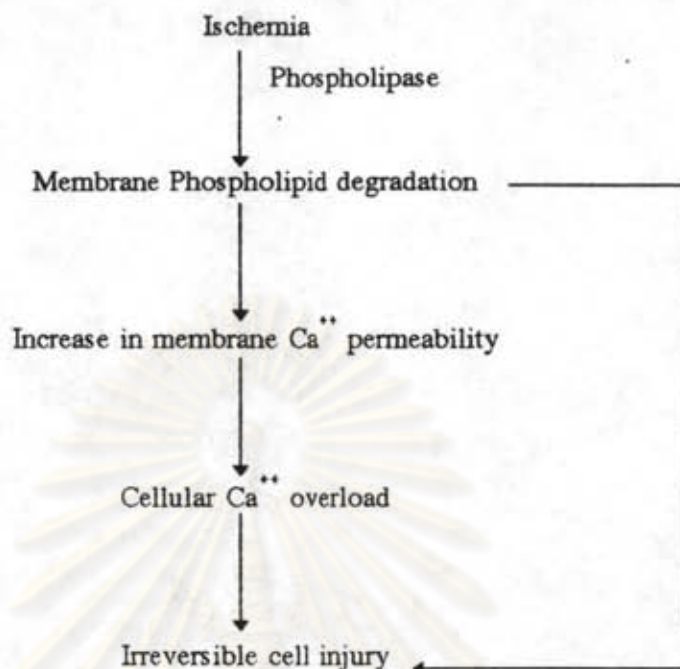 Ischemia
Phospholipase
Membrane Phospholipid degradation
Increase in membrane Ca⁺⁺ permeability
Cellular Ca⁺⁺ overload
Irreversible cell injury